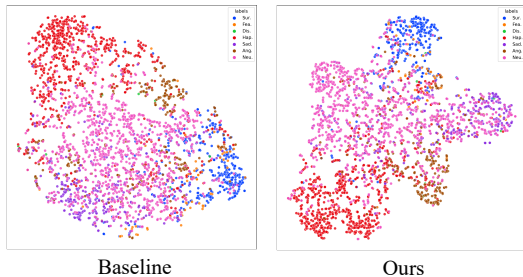 labels
Sur.
Fea.
Dis.
Hap.
Sad.
Ang.
Neu.
labels
Sur.
Fea.
Dis.
Hap.
Sad.
Ang.
Neu.
Baseline
Ours